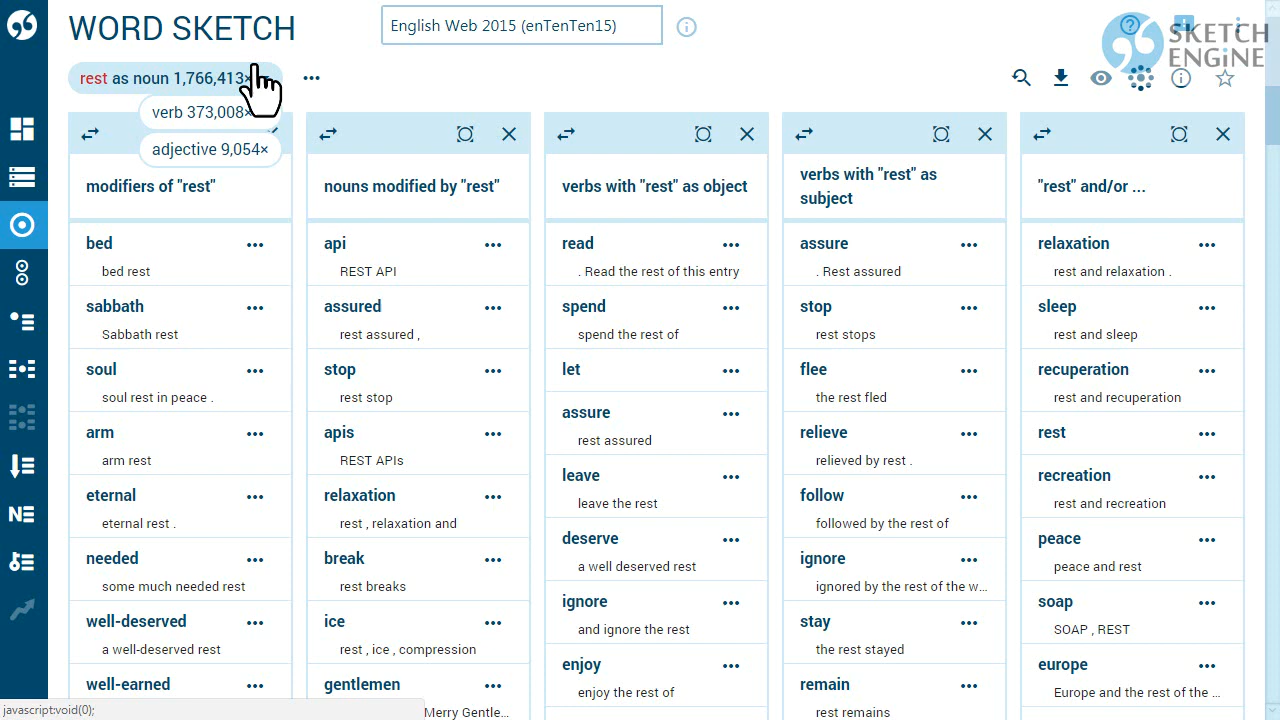 WORD SKETCH
English Web 2015 (enTenTen15)
SKETCH
ENGINE
rest as noun 1,766,413×
verb 373,008×
adjective 9,054×
modifiers of "rest"
bed
bed rest
sabbath
Sabbath rest
soul
soul rest in peace .
arm
arm rest
eternal
eternal rest .
needed
some much needed rest
well-deserved
a well-deserved rest
well-earned
nouns modified by "rest"
api
REST API
assured
rest assured ,
stop
rest stop
apis
REST APIs
relaxation
rest , relaxation and
break
rest breaks
ice
rest , ice , compression
gentlemen
Merry Gentle...
verbs with "rest" as object
read
. Read the rest of this entry
spend
spend the rest of
let
assure
rest assured
leave
leave the rest
deserve
a well deserved rest
ignore
and ignore the rest
enjoy
enjoy the rest of
verbs with "rest" as
subject
assure
. Rest assured
stop
rest stops
flee
the rest fled
relieve
relieved by rest .
follow
followed by the rest of
ignore
ignored by the rest of the w...
stay
the rest stayed
remain
rest remains
"rest" and/or ...
relaxation
rest and relaxation .
sleep
rest and sleep
recuperation
rest and recuperation
rest
recreation
rest and recreation
peace
peace and rest
soap
SOAP , REST
europe
Europe and the rest of the ...
javascript:void(0);